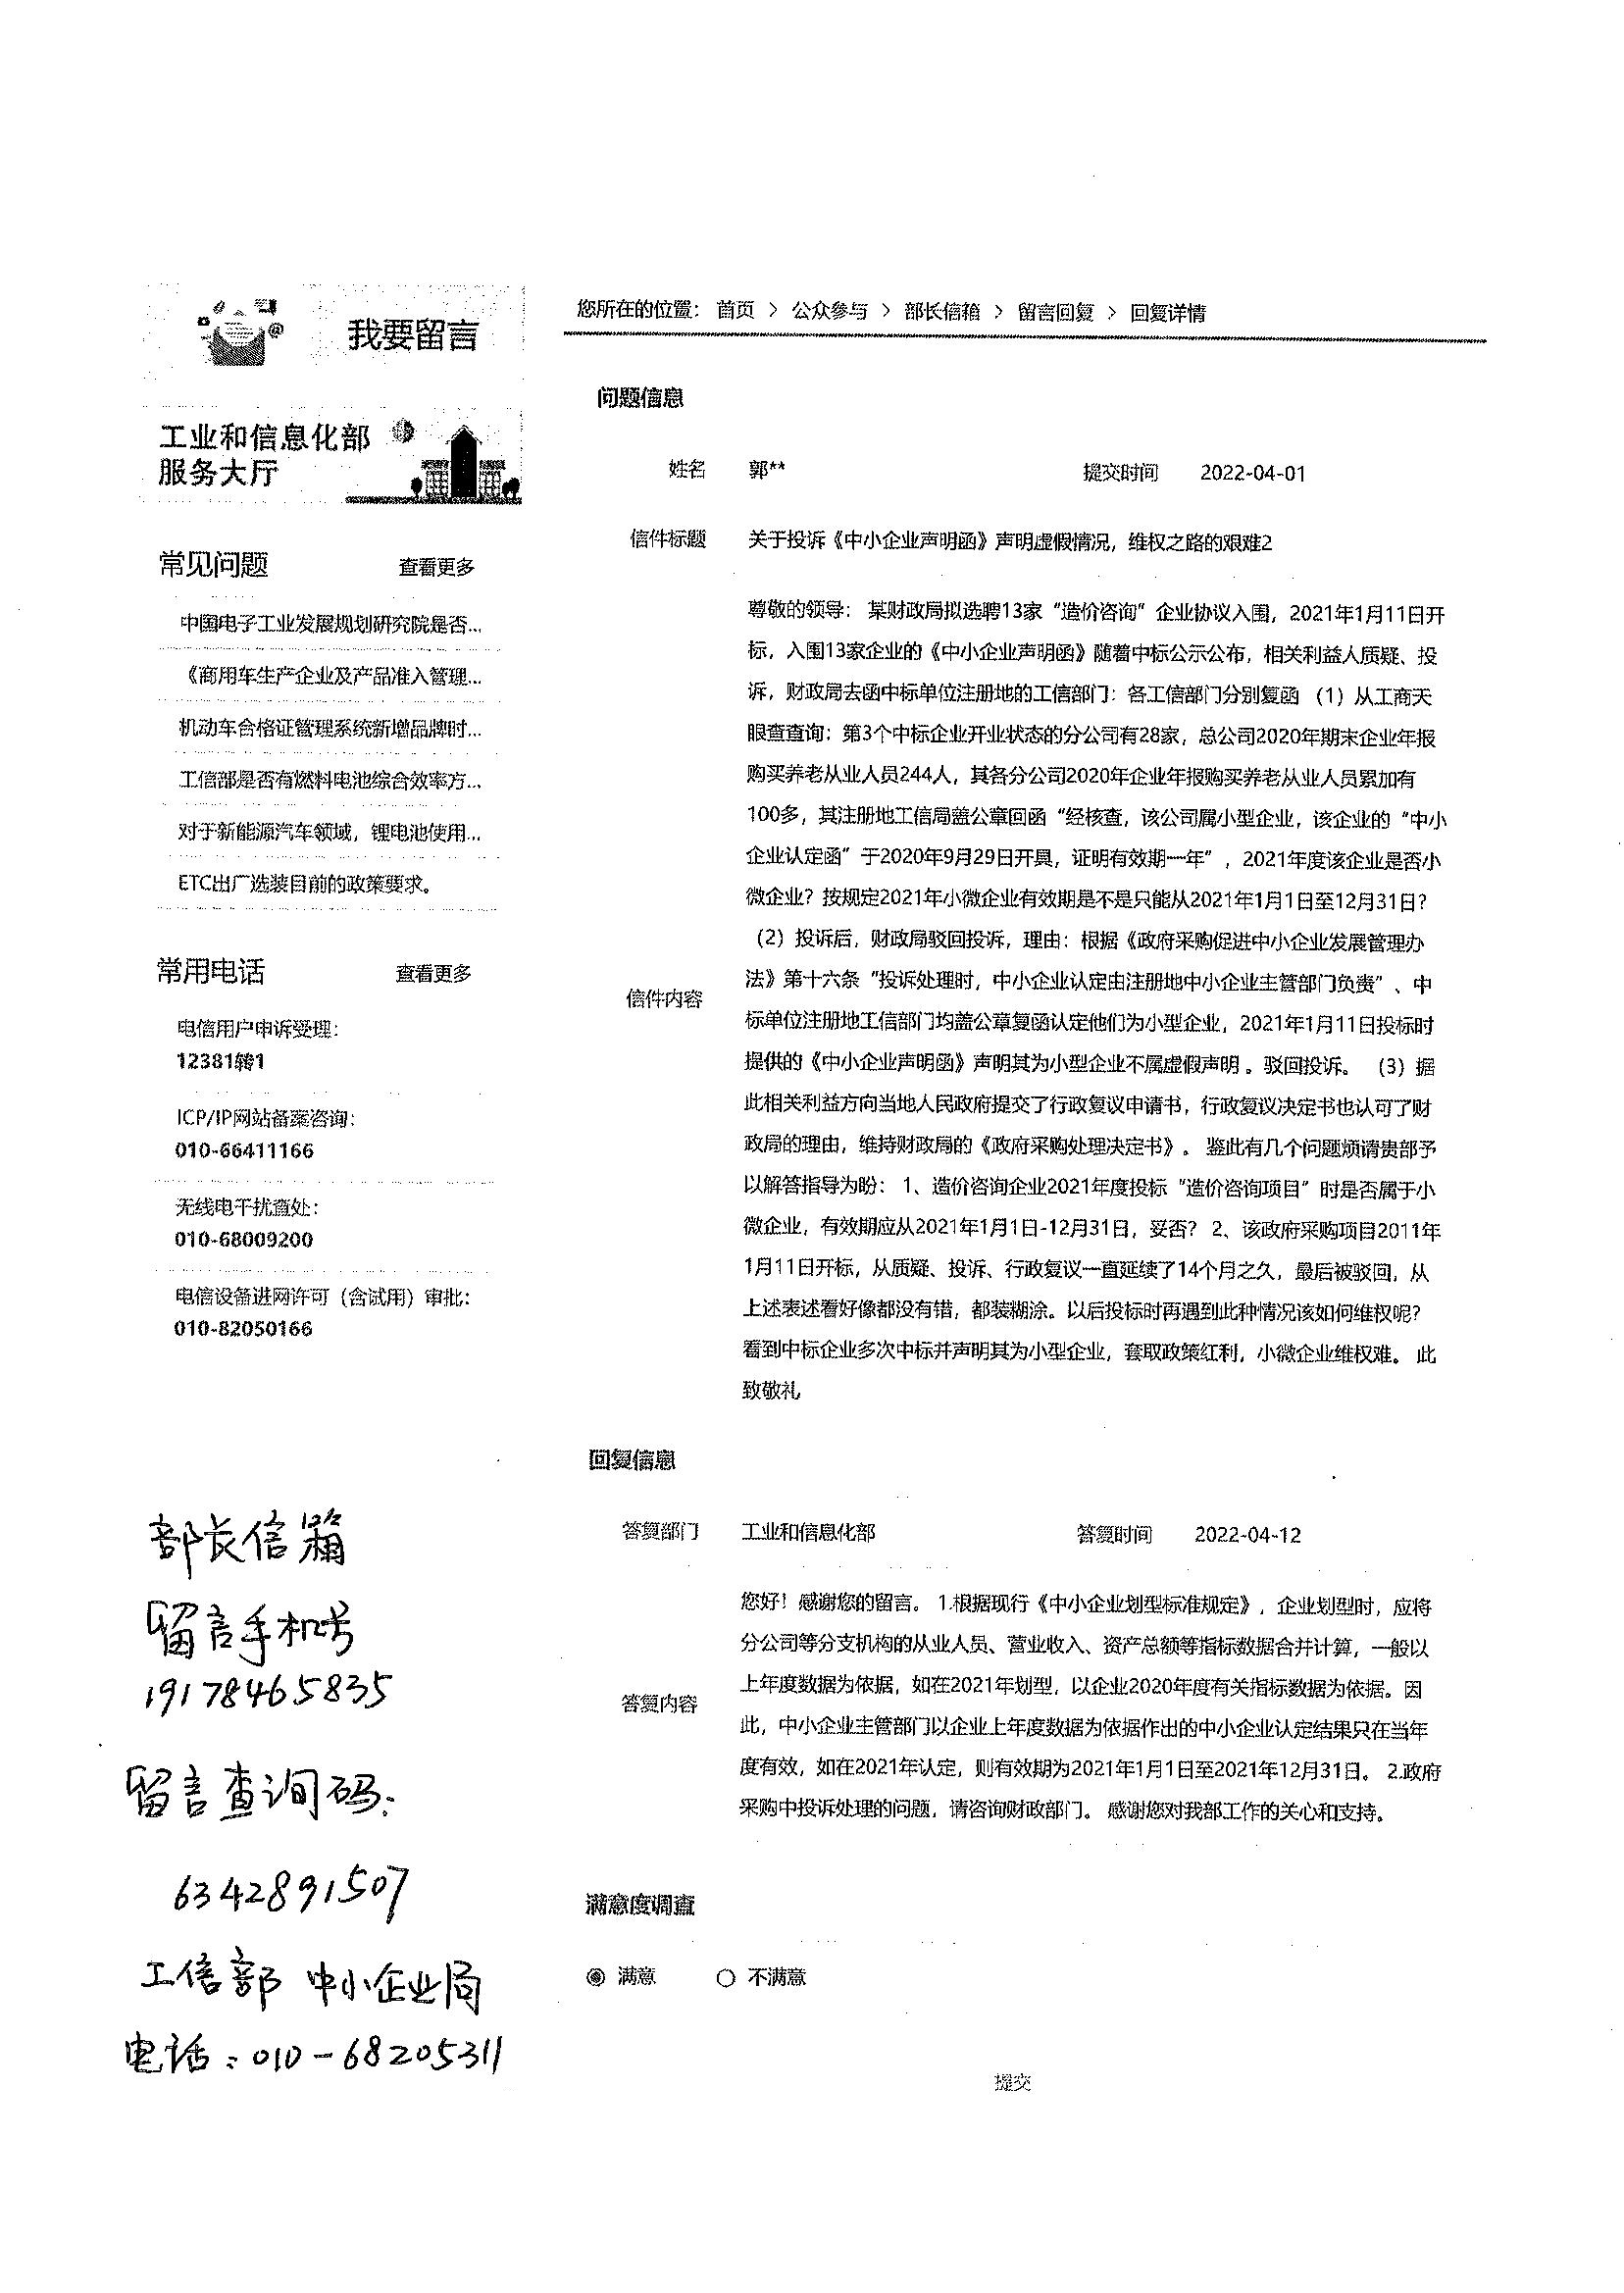 我要留言
工业和信息化部
服务大厅
常见问题 查看更多
中国电子工业发展规划研究院是否...
《商用车生产企业及产品准入管理...
机动车合格证管理系统新增品牌时...
工信部是否有燃料电池综合效率方...
对于新能源汽车领域，锂电池使用...
ETC出厂选装目前的政策要求。
常用电话 查看更多
电信用户申诉受理：
12381转1
ICP/IP网站备案咨询：
010-66411166
无线电干扰查处：
010-68009200
电信设备进网许可（含试用）审批：
010-82050166
部长信箱
留言手机号
19178465835
留言查询码：
6342891507
工信部 中小企业局
电话：010-68205311
您所在的位置： 首页 > 公众参与 > 部长信箱 > 留言回复 > 回复详情
问题信息
姓名 郭** 提交时间 2022-04-01
信件标题 关于投诉《中小企业声明函》声明虚假情况，维权之路的艰难2
信件内容
尊敬的领导： 某财政局拟选聘13家“造价咨询”企业协议入围，2021年1月11日开
标，入围13家企业的《中小企业声明函》随着中标公示公布，相关利益人质疑、投
诉，财政局去函中标单位注册地的工信部门：各工信部门分别复函（1）从工商天
眼查查询：第3个中标企业开业状态的分公司有28家，总公司2020年期末企业年报
购买养老从业人员244人，其各分公司2020年企业年报购买养老从业人员累加有
100多，其注册地工信局盖公章回函“经核查，该公司属小型企业，该企业的“中小
企业认定函”于2020年9月29日开具，证明有效期一年”，2021年度该企业是否小
微企业？按规定2021年小微企业有效期是不是只能从2021年1月1日至12月31日？
（2）投诉后，财政局驳回投诉，理由：根据《政府采购促进中小企业发展管理办
法》第十六条“投诉处理时，中小企业认定由注册地中小企业主管部门负责”、中
标单位注册地工信部门均盖公章复函认定他们为小型企业，2021年1月11日投标时
提供的《中小企业声明函》声明其为小型企业不属虚假声明 。驳回投诉。 （3）据
此相关利益方向当地人民政府提交了行政复议申请书，行政复议决定书也认可了财
政局的理由，维持财政局的《政府采购处理决定书》。 鉴此有几个问题烦请贵部予
以解答指导为盼： 1、造价咨询企业2021年度投标“造价咨询项目”时是否属于小
微企业，有效期应从2021年1月1日-12月31日，妥否？ 2、该政府采购项目2011年
1月11日开标，从质疑、投诉、行政复议一直延续了14个月之久，最后被驳回，从
上述表述看好像都没有错，都装糊涂。以后投标时再遇到此种情况该如何维权呢？
看到中标企业多次中标并声明其为小型企业，套取政策红利，小微企业维权难。 此
致敬礼
回复信息
答复部门 工业和信息化部 答复时间 2022-04-12
答复内容
您好！感谢您的留言。 1.根据现行《中小企业划型标准规定》，企业划型时，应将
分公司等分支机构的从业人员、营业收入、资产总额等指标数据合并计算，一般以
上年度数据为依据，如在2021年划型，以企业2020年度有关指标数据为依据。因
此，中小企业主管部门以企业上年度数据为依据作出的中小企业认定结果只在当年
度有效，如在2021年认定，则有效期为2021年1月1日至2021年12月31日。 2.政府
采购中投诉处理的问题，请咨询财政部门。 感谢您对我部工作的关心和支持。
满意度调查
满意 不满意
提交